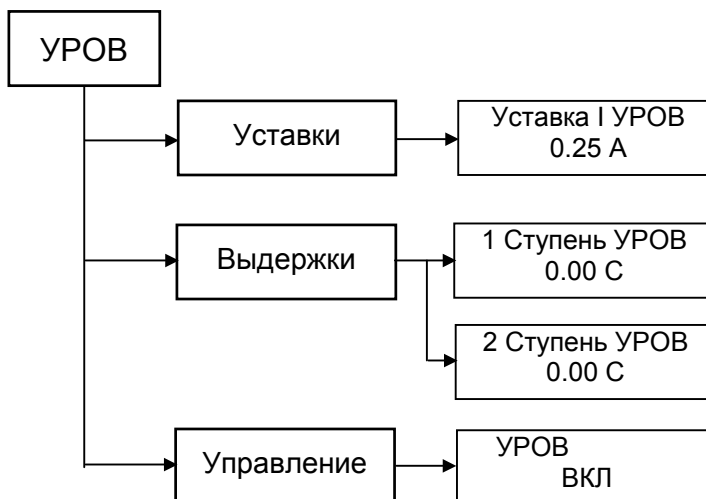 УРОВ
Уставки
Уставка I УРОВ
0.25 А
Выдержки
1 Ступень УРОВ
0.00 С
2 Ступень УРОВ
0.00 С
Управление
УРОВ
ВКЛ